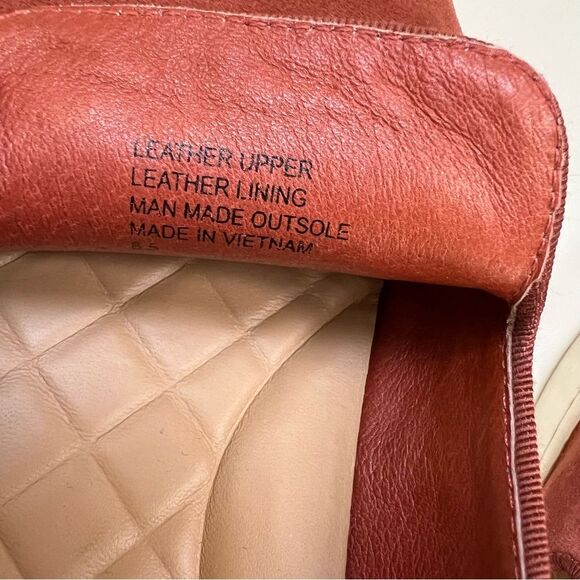 LEATHER UPPER
LEATHER LINING
MAN MADE OUTSOLE
MADE IN VIETNAM
8.5